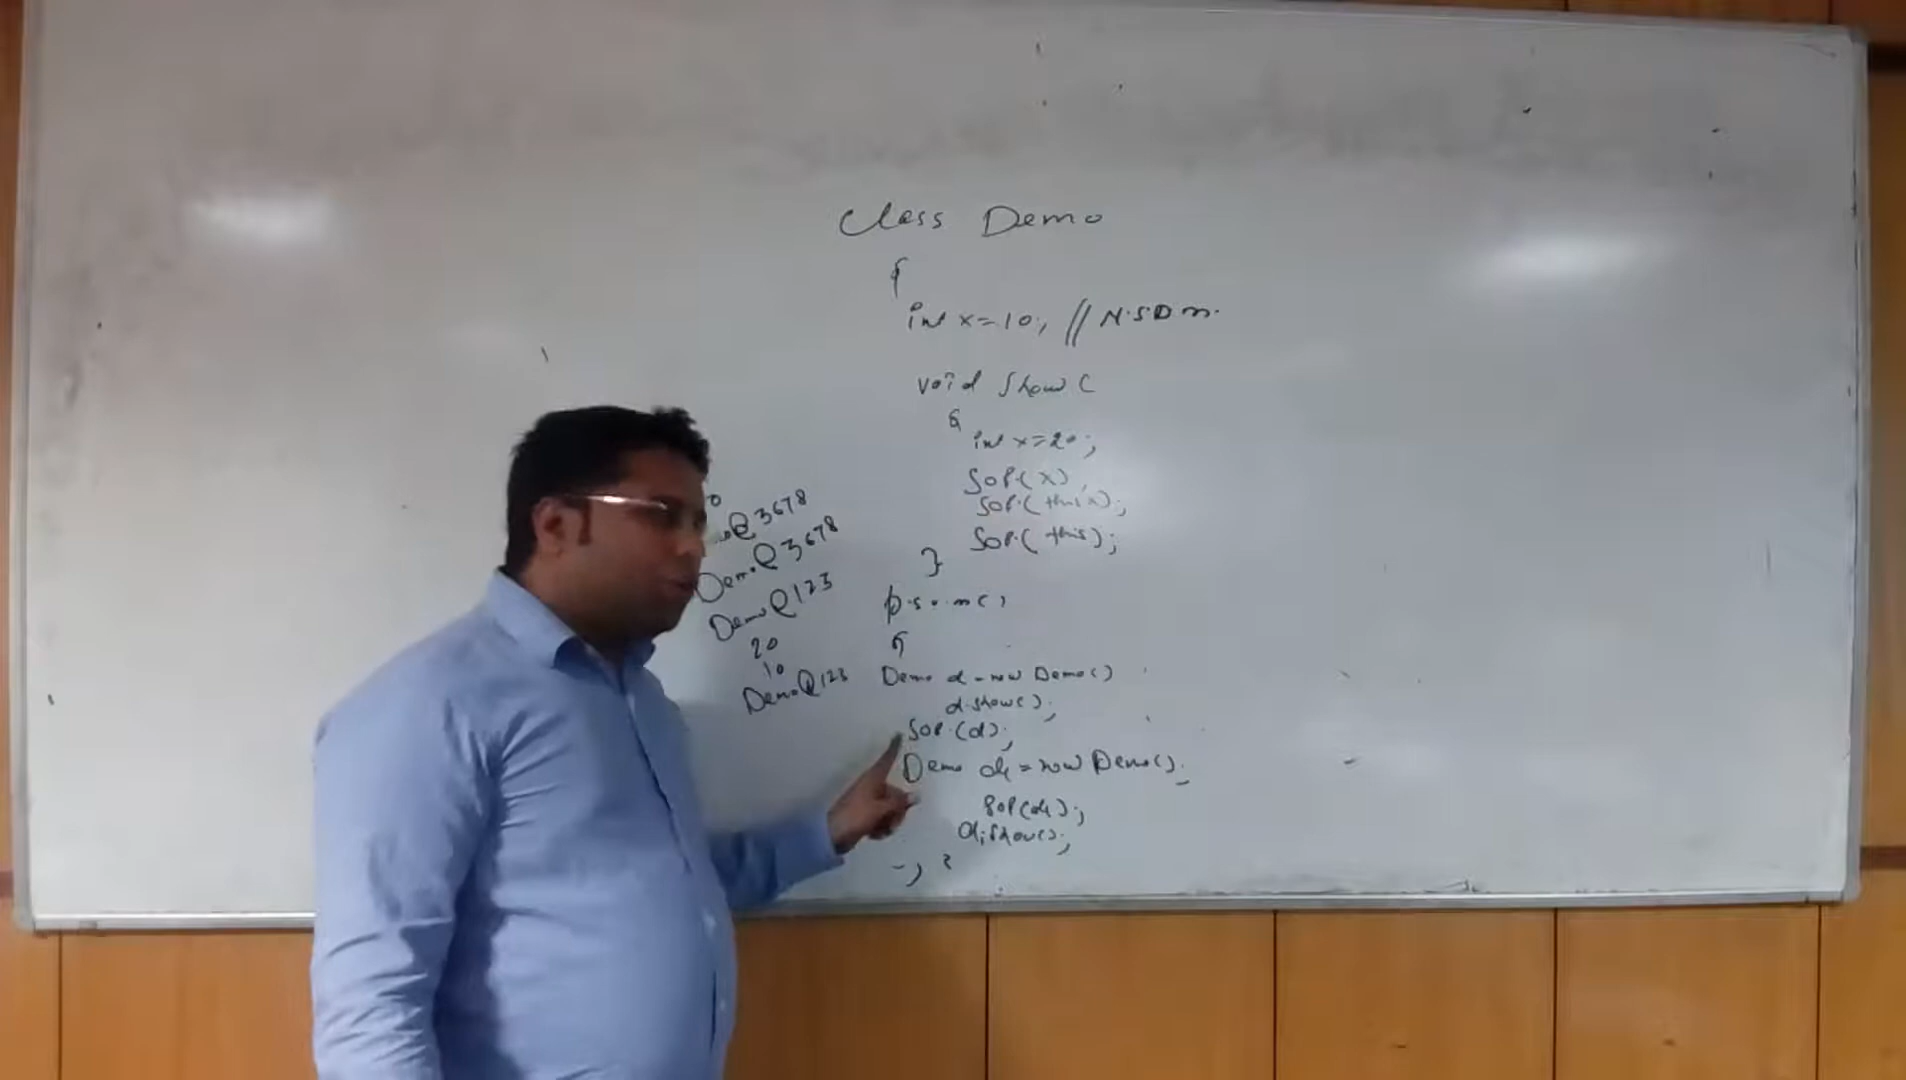 Class Demo
{
int x=10; // N.S.D.m.
void show(
{
int x=20;
SOP.(x),
SOP.(this.x);
SOP.(this);
}
p.s.v.m()
{
Demo d=new Demo()
d.show();
SOP.(d);
Demo d1=new Demo();
SOP(d1);
d1.show();
0
@3678
Demo@3678
Demo@123
20
10
Demo@123